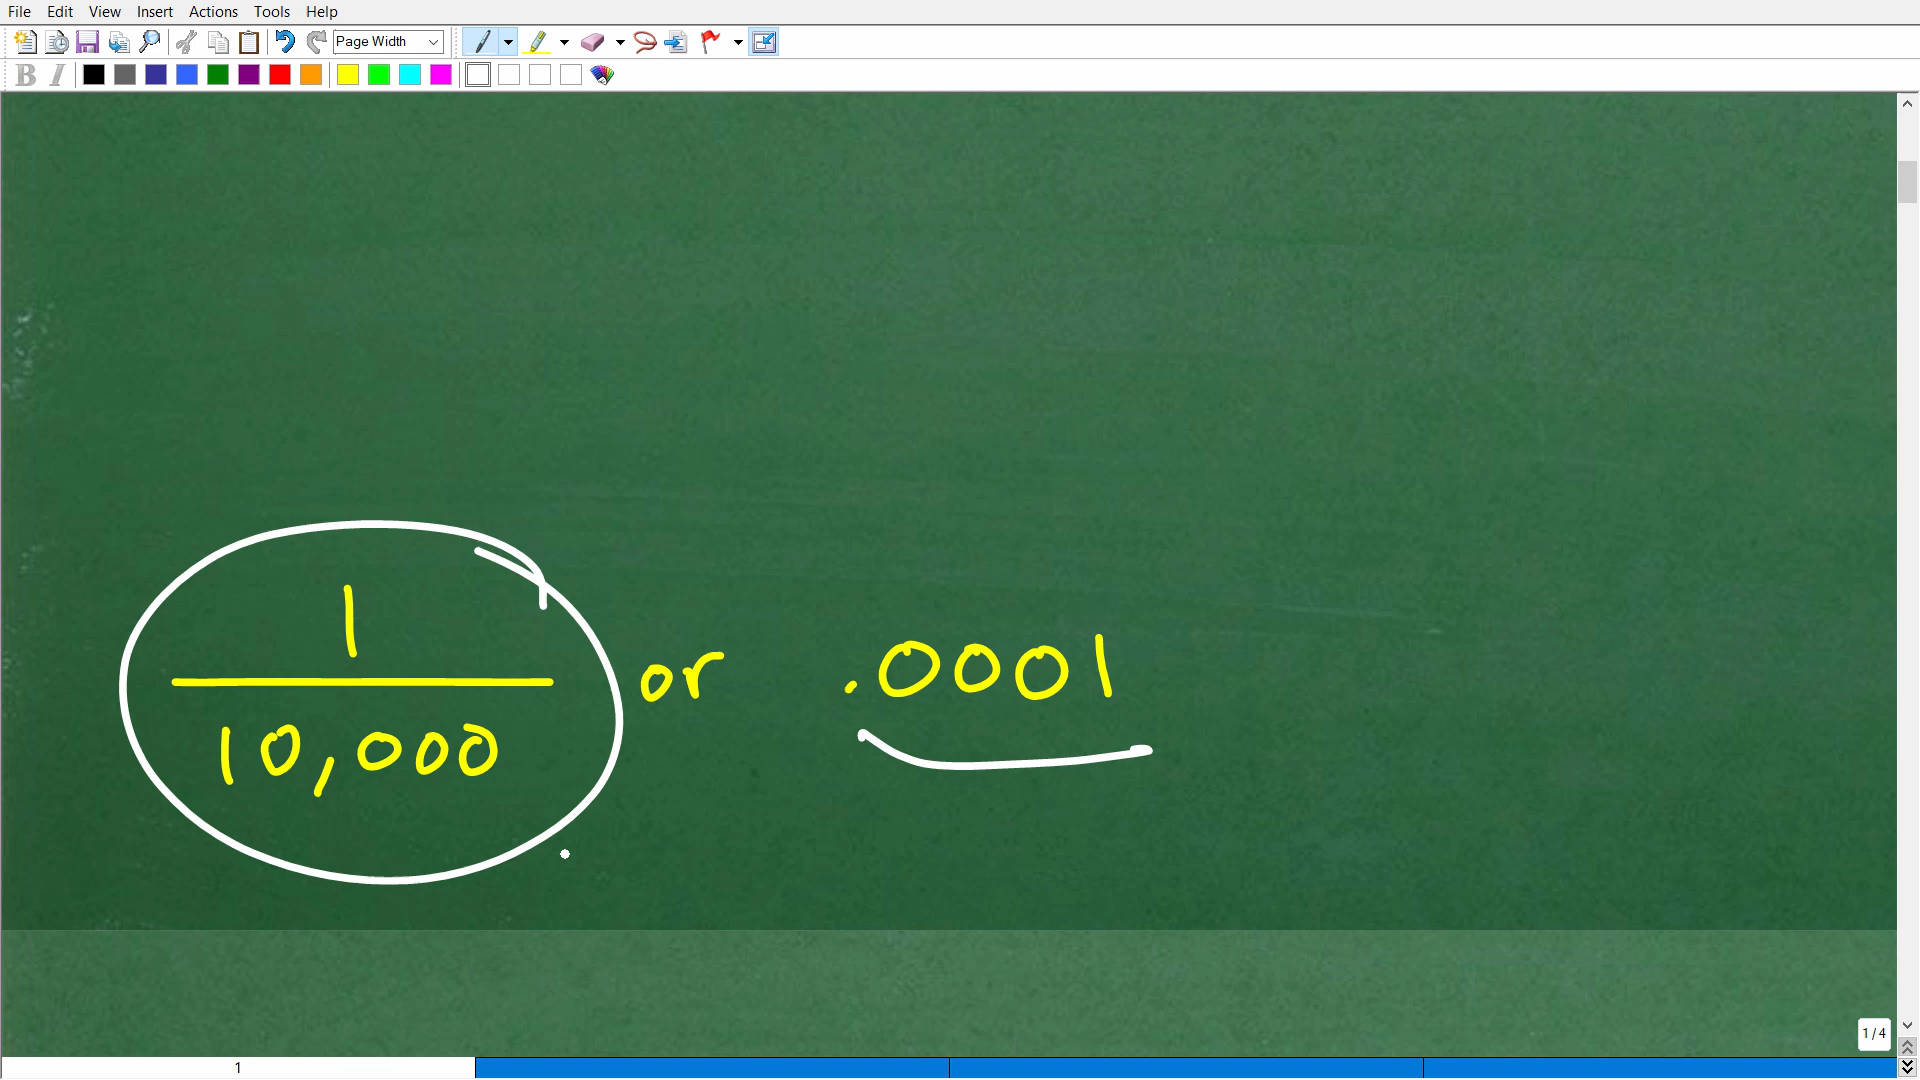 File Edit View Insert Actions Tools Help
Page Width
B I
1
10,000
or .0001
1 / 4
1